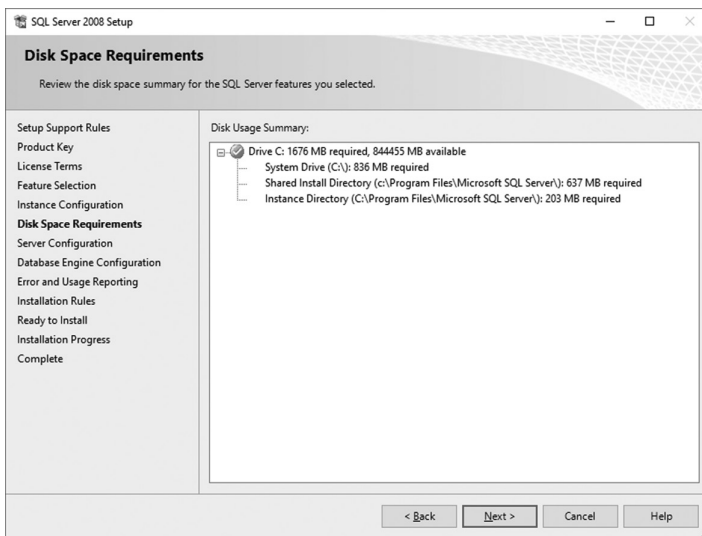 SQL Server 2008 Setup
Disk Space Requirements
Review the disk space summary for the SQL Server features you selected.
Setup Support Rules
Product Key
License Terms
Feature Selection
Instance Configuration
Disk Space Requirements
Server Configuration
Database Engine Configuration
Error and Usage Reporting
Installation Rules
Ready to Install
Installation Progress
Complete
Disk Usage Summary:
Drive C: 1676 MB required, 844455 MB available
System Drive (C:\): 836 MB required
Shared Install Directory (c:\Program Files\Microsoft SQL Server\): 637 MB required
Instance Directory (C:\Program Files\Microsoft SQL Server\): 203 MB required
< Back
Next >
Cancel
Help